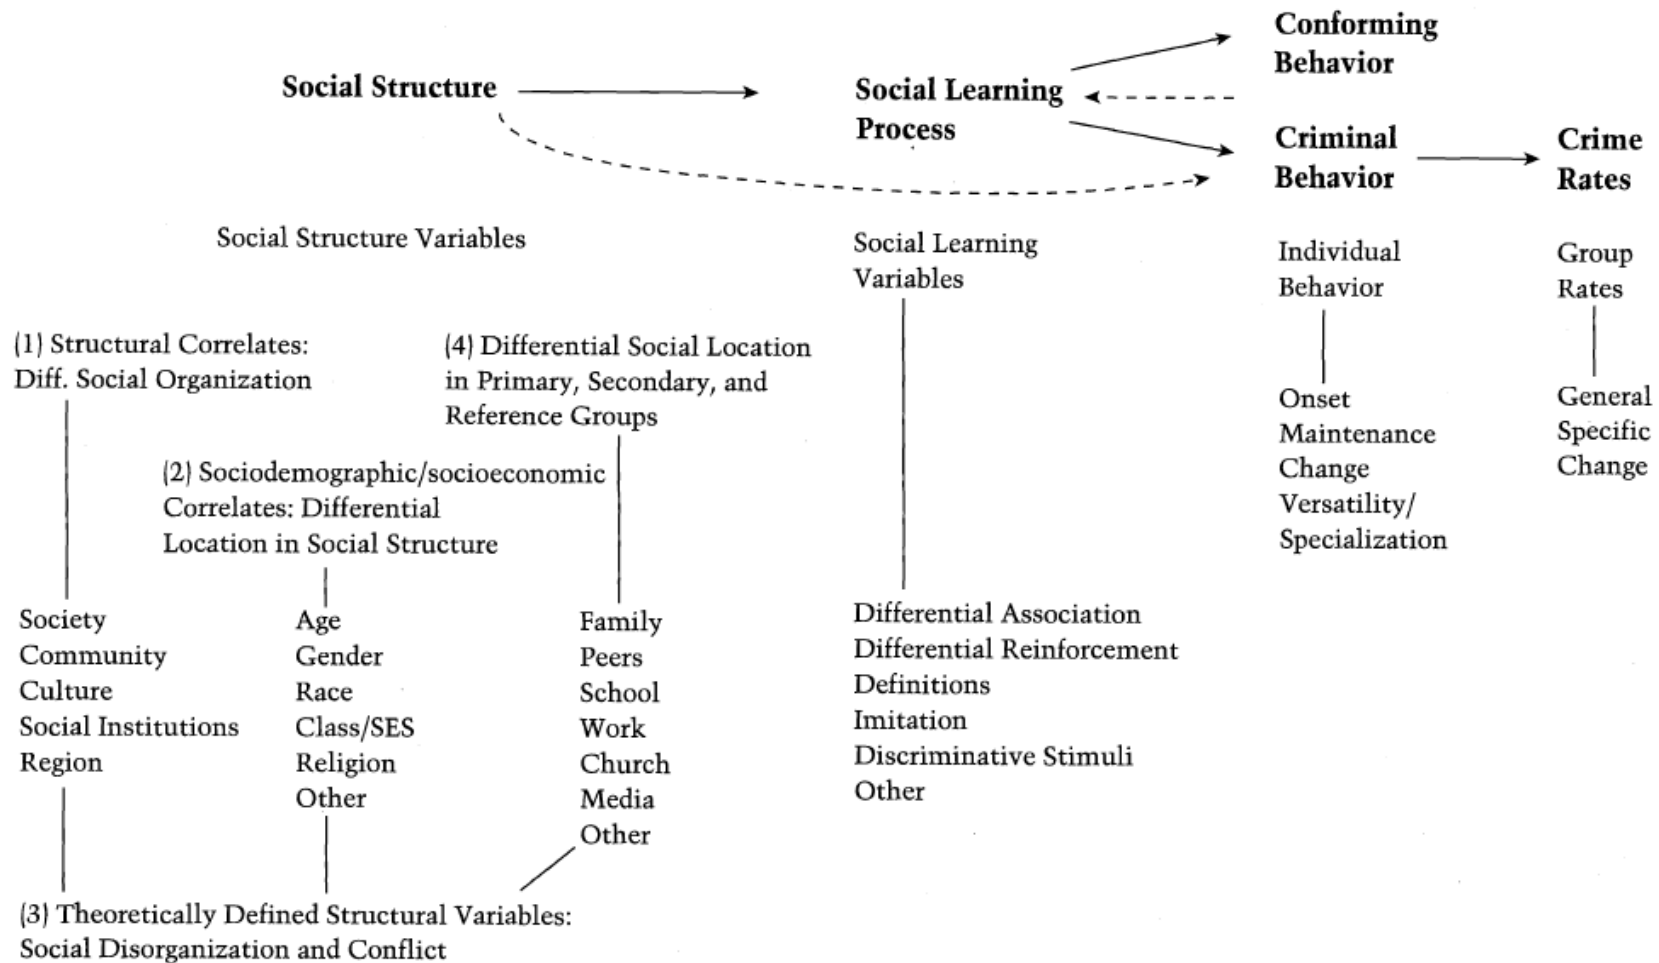 Conforming
Behavior
Social Structure
Social Learning
Process
Criminal
Behavior
Crime
Rates
Social Structure Variables
Social Learning
Variables
Individual
Behavior
Group
Rates
(1) Structural Correlates:
Diff. Social Organization
(4) Differential Social Location
in Primary, Secondary, and
Reference Groups
(2) Sociodemographic/socioeconomic
Correlates: Differential
Location in Social Structure
Onset
Maintenance
Change
Versatility/
Specialization
General
Specific
Change
Society
Community
Culture
Social Institutions
Region
Age
Gender
Race
Class/SES
Religion
Other
Family
Peers
School
Work
Church
Media
Other
Differential Association
Differential Reinforcement
Definitions
Imitation
Discriminative Stimuli
Other
(3) Theoretically Defined Structural Variables:
Social Disorganization and Conflict